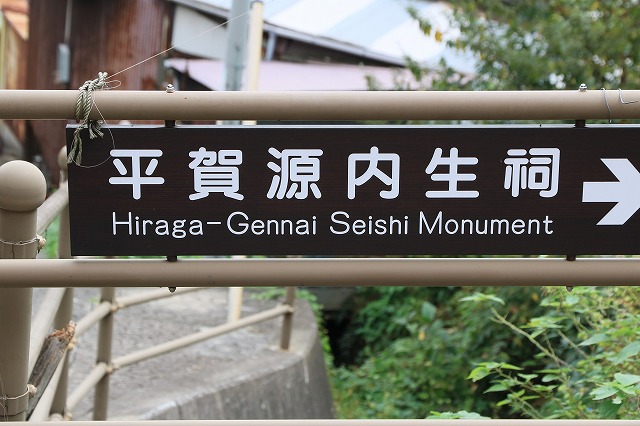 平賀源内生祠
Hiraga-Gennai Seishi Monument